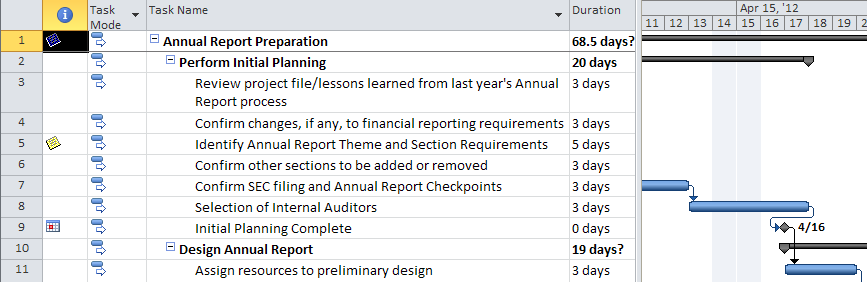 Task Mode Task Name Duration Apr 15, '12
11 12 13 14 15 16 17 18 19
1 Annual Report Preparation 68.5 days?
2 Perform Initial Planning 20 days
3 Review project file/lessons learned from last year's Annual 3 days
Report process
4 Confirm changes, if any, to financial reporting requirements 3 days
5 Identify Annual Report Theme and Section Requirements 5 days
6 Confirm other sections to be added or removed 3 days
7 Confirm SEC filing and Annual Report Checkpoints 3 days
8 Selection of Internal Auditors 3 days
9 Initial Planning Complete 0 days 4/16
10 Design Annual Report 19 days?
11 Assign resources to preliminary design 3 days